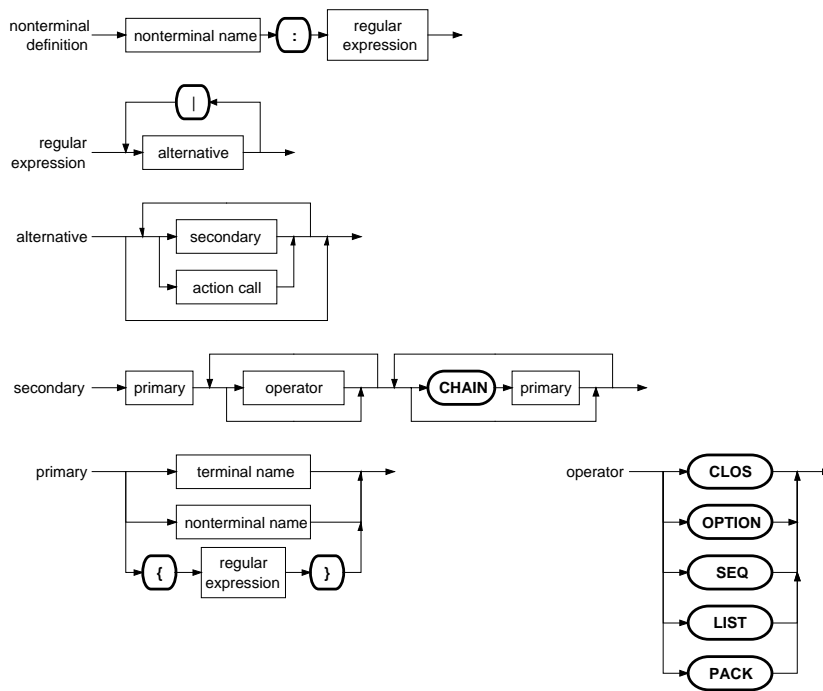 nonterminal definition
nonterminal name
:
regular expression
|
regular expression
alternative
alternative
secondary
action call
secondary
primary
operator
CHAIN
primary
primary
terminal name
nonterminal name
{
regular expression
}
operator
CLOS
OPTION
SEQ
LIST
PACK